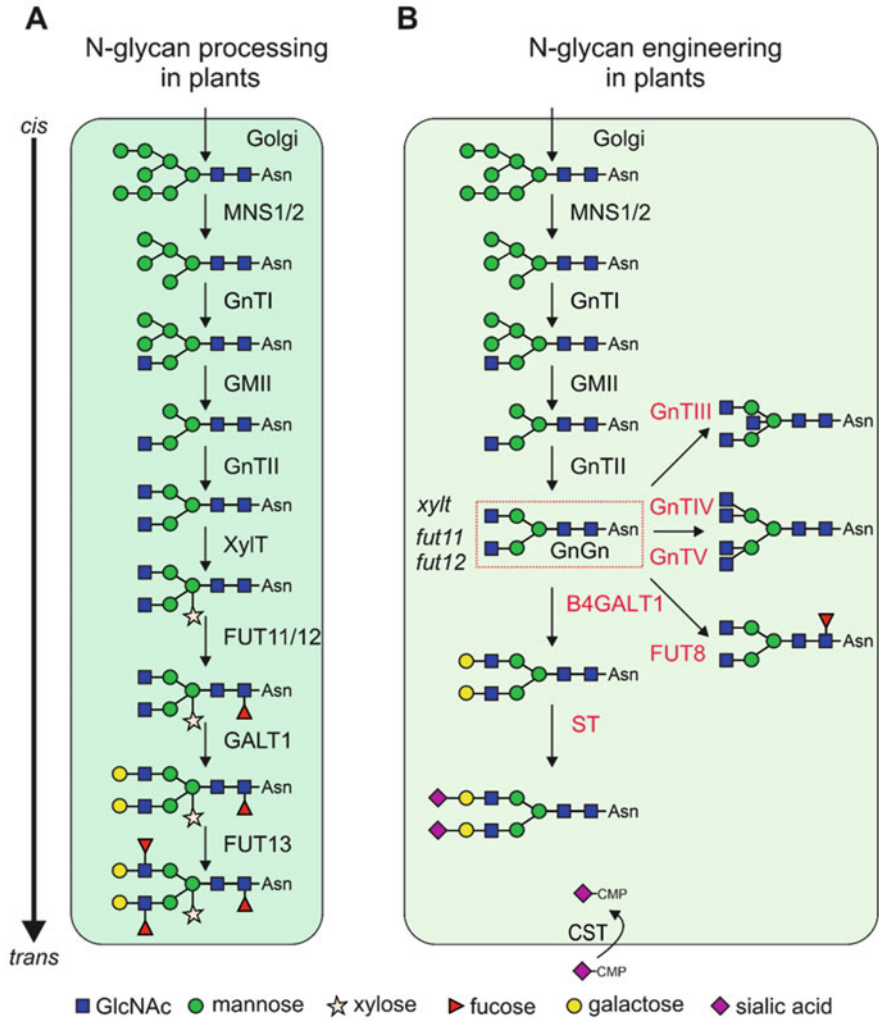 A
N-glycan processing
in plants
cis
Golgi
Asn
MNS1/2
Asn
GnTI
Asn
GMII
Asn
GnTII
Asn
XylT
Asn
FUT11/12
Asn
GALT1
Asn
FUT13
Asn
trans
B
N-glycan engineering
in plants
Golgi
Asn
MNS1/2
Asn
GnTI
Asn
GMII
Asn
GnTII
xylt
fut11
fut12
Asn
GnGn
GnTIII
Asn
GnTIV
GnTV
Asn
FUT8
Asn
B4GALT1
Asn
ST
Asn
CMP
CST
CMP
GlcNAc mannose xylose fucose galactose sialic acid